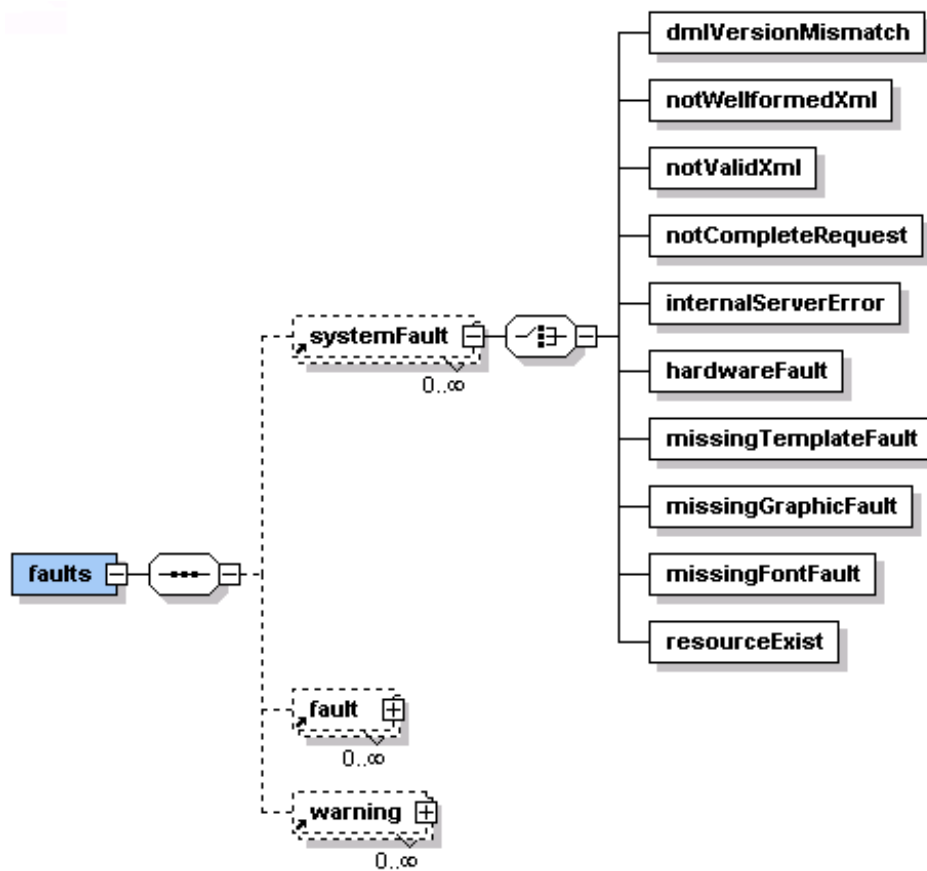 dmlVersionMismatch
notWellformedXml
notValidXml
notCompleteRequest
internalServerError
systemFault
0..∞
hardwareFault
missingTemplateFault
missingGraphicFault
faults
missingFontFault
resourceExist
fault
0..∞
warning
0..∞